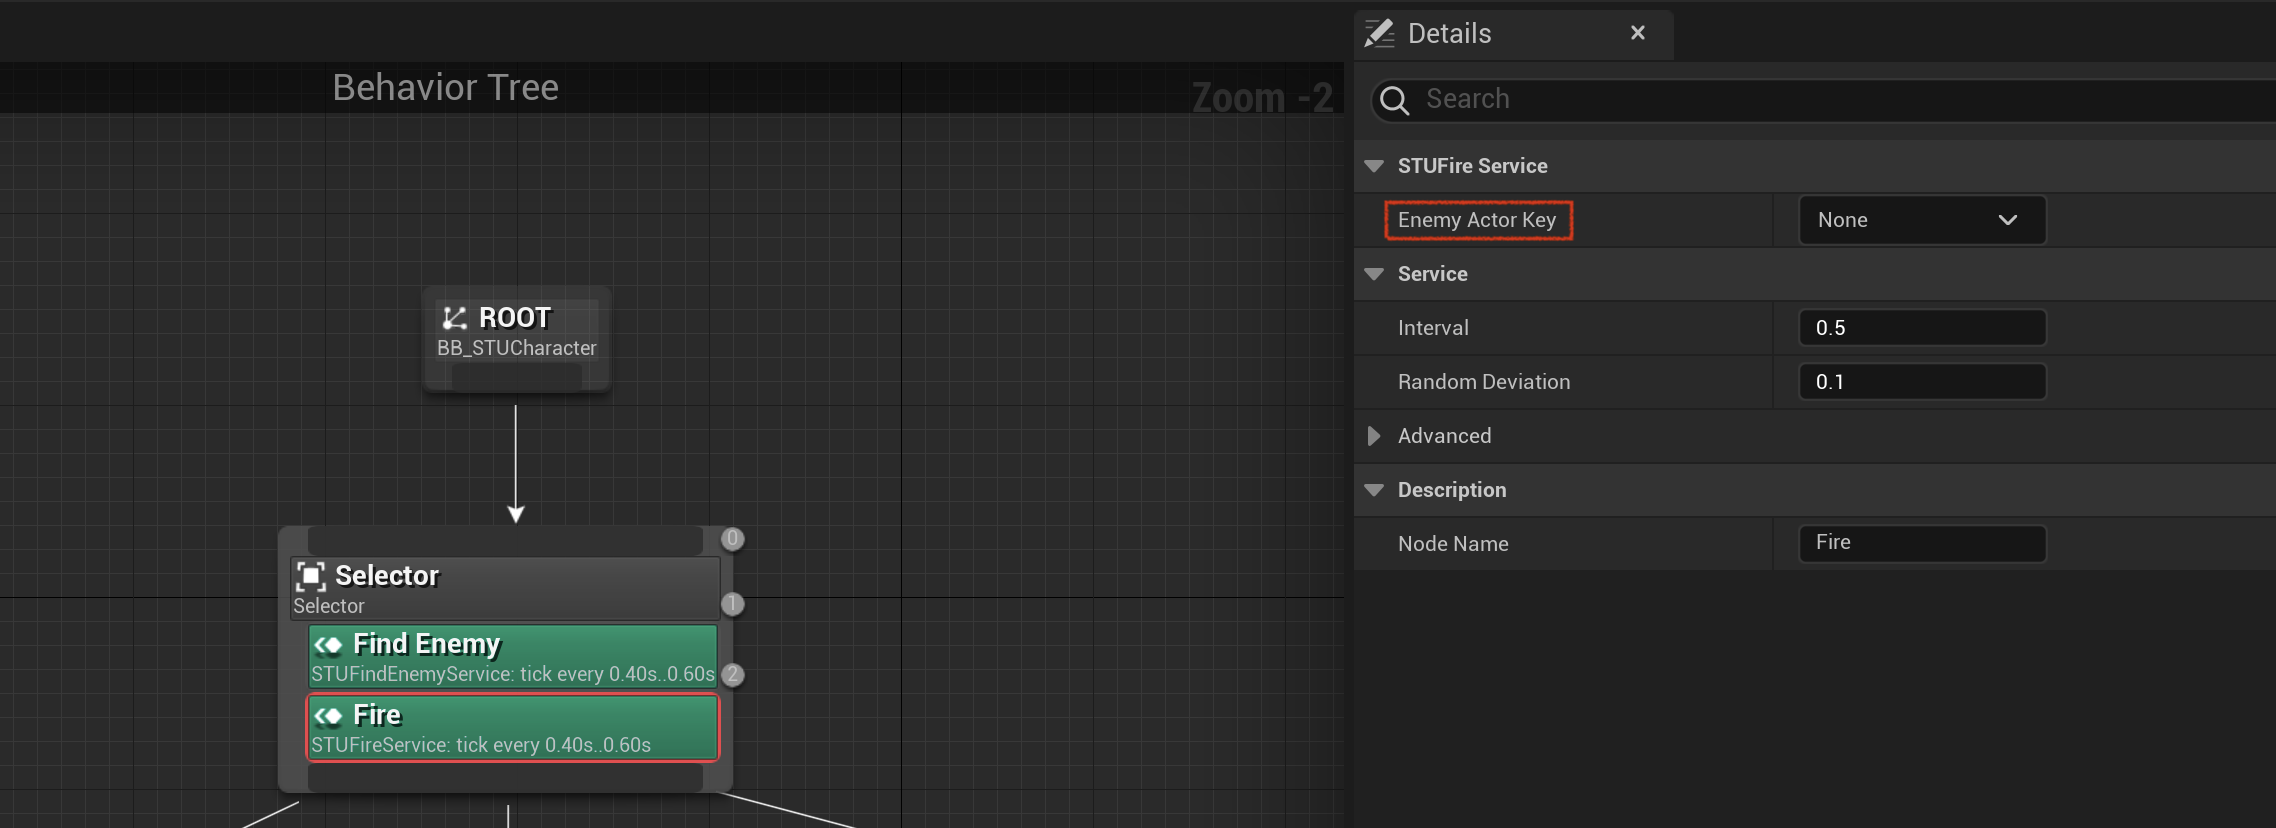 Behavior Tree
Zoom -2
ROOT
BB_STUCharacter
0
Selector
Selector
1
Find Enemy
STUFindEnemyService: tick every 0.40s..0.60s
2
Fire
STUFireService: tick every 0.40s..0.60s
Details
Search
STUFire Service
Enemy Actor Key
None
Service
Interval
0.5
Random Deviation
0.1
Advanced
Description
Node Name
Fire